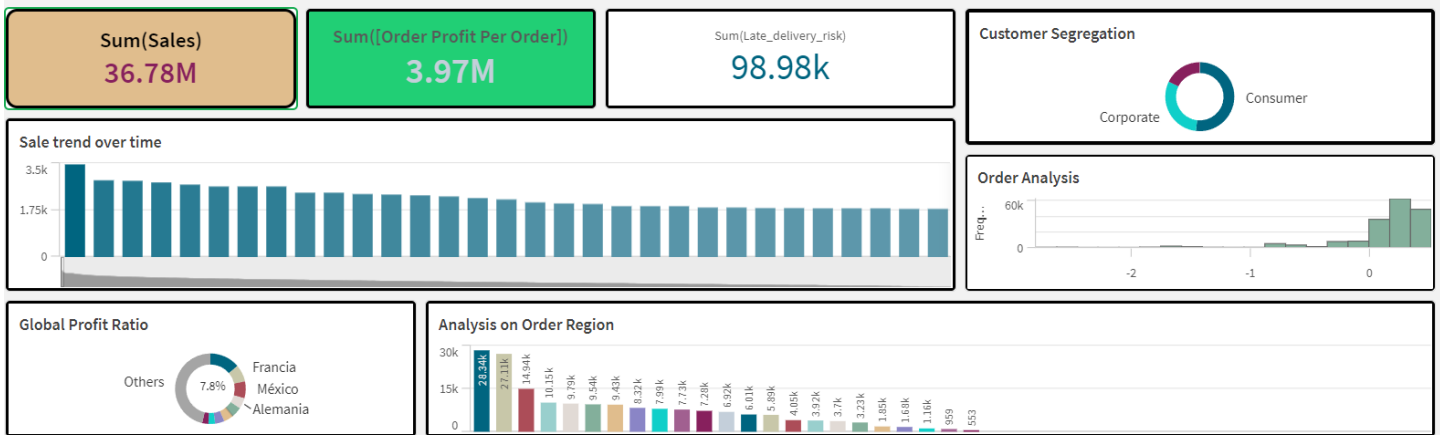 Sum(Sales)
36.78M
Sum([Order Profit Per Order])
3.97M
Sum(Late_delivery_risk)
98.98k
Customer Segregation
Consumer
Corporate
Sale trend over time
3.5k
1.75k
0
Order Analysis
Freq...
60k
0
-2
-1
0
Global Profit Ratio
Others
7.8%
Francia
México
Alemania
Analysis on Order Region
30k
15k
0
28.34k
27.11k
14.94k
10.15k
9.79k
9.54k
9.43k
8.32k
7.99k
7.73k
7.28k
6.92k
6.01k
5.89k
4.05k
3.92k
3.7k
3.23k
1.85k
1.68k
1.16k
959
553